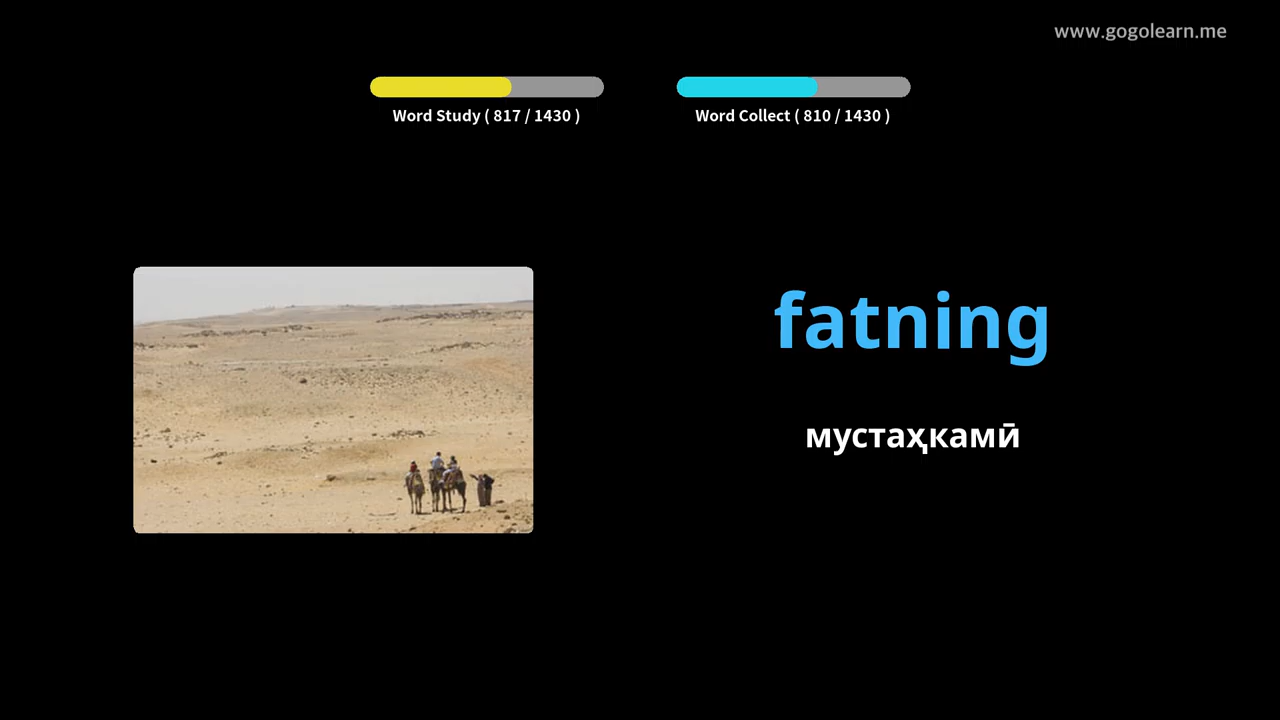 www.gogolearn.me
Word Study ( 817 / 1430 )
Word Collect ( 810 / 1430 )
fatning
мустаҳкамӣ